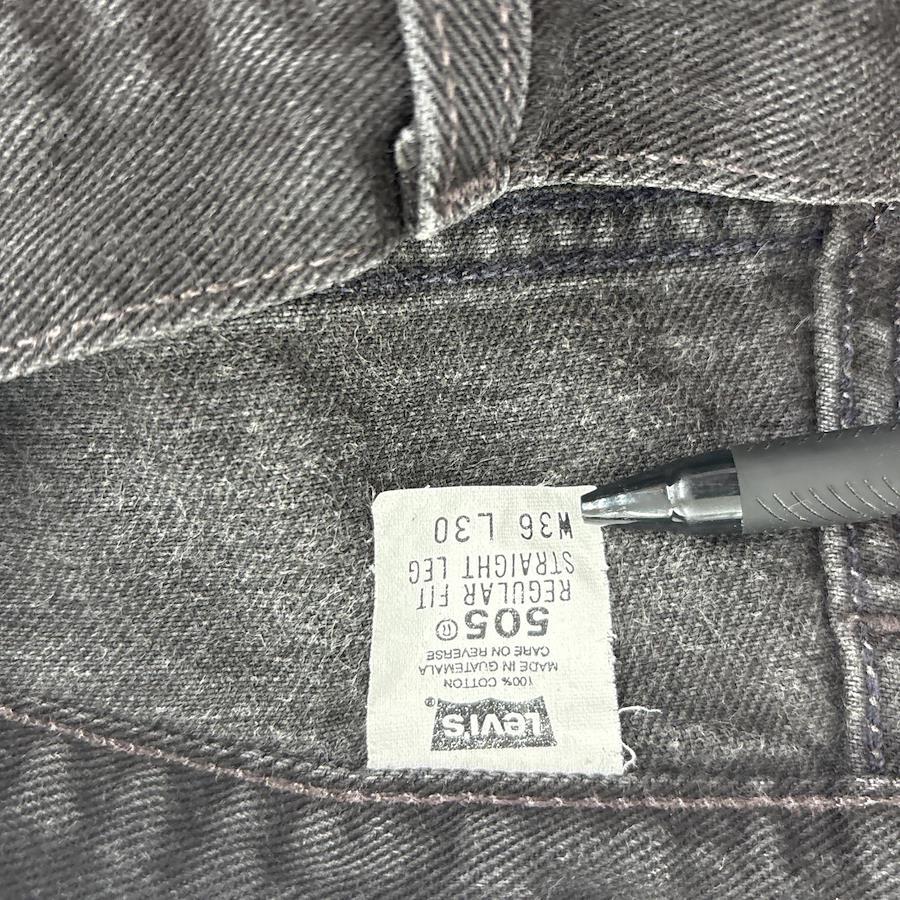 Levi's®
100% COTTON
MADE IN GUATEMALA
CARE ON REVERSE
505®
REGULAR FIT
STRAIGHT LEG
W36 L30